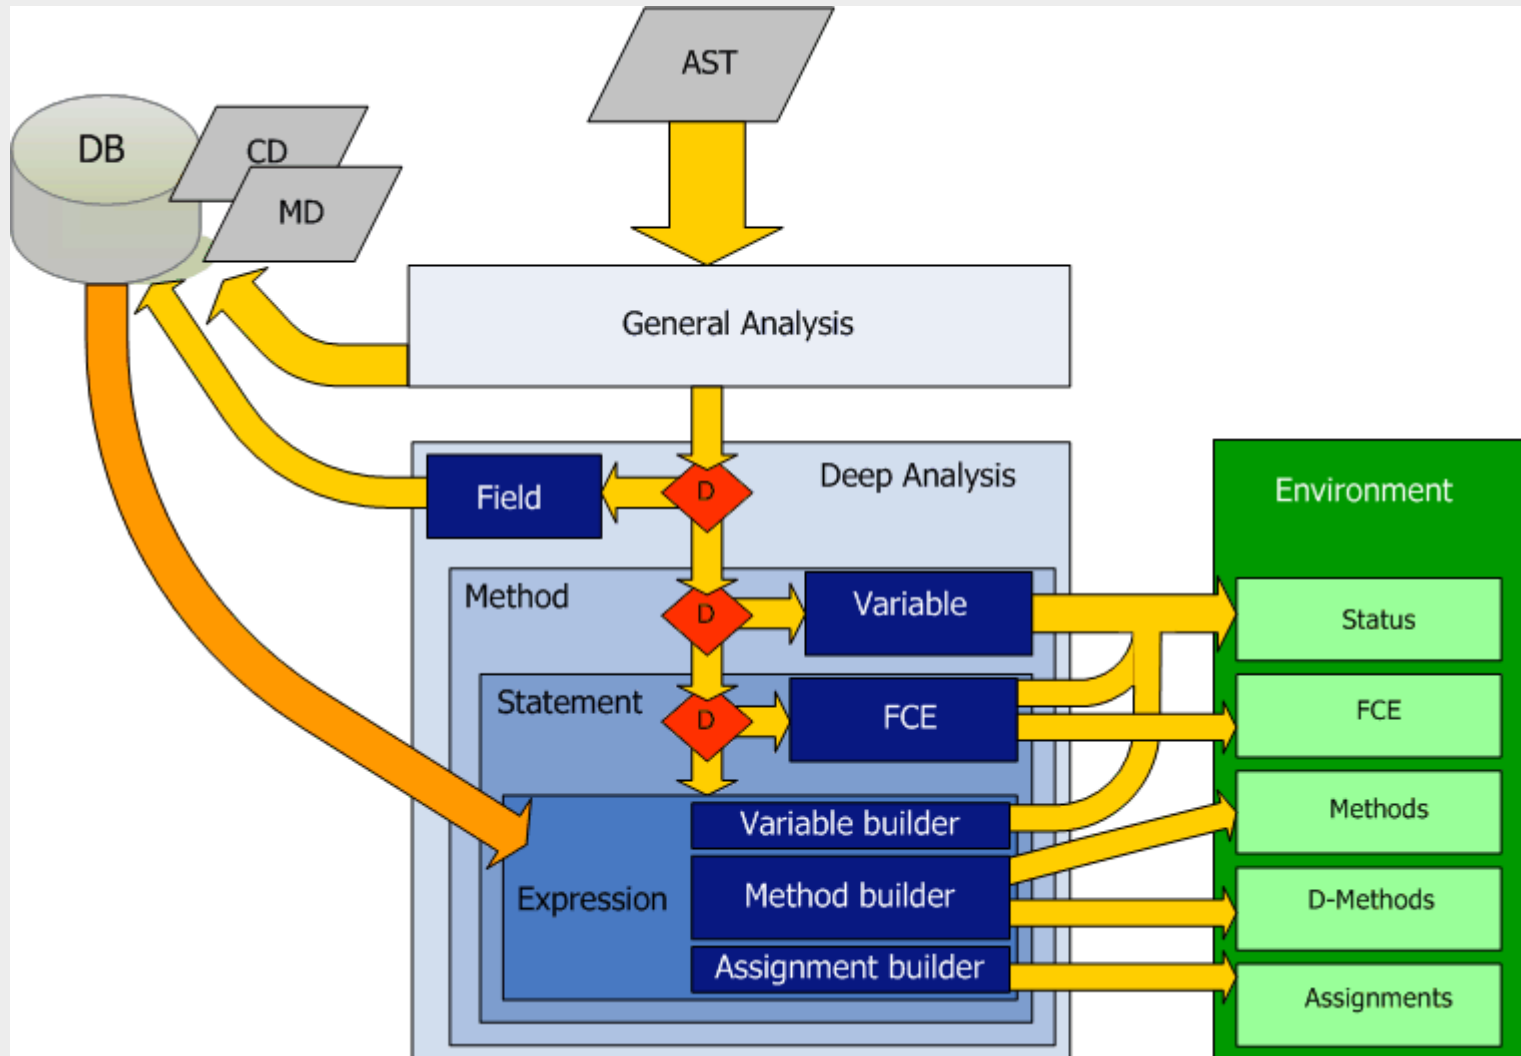 AST
DB
CD
MD
General Analysis
Deep Analysis
Field
D
Environment
Method
D
Variable
Status
Statement
D
FCE
FCE
Variable builder
Methods
Expression
Method builder
D-Methods
Assignment builder
Assignments